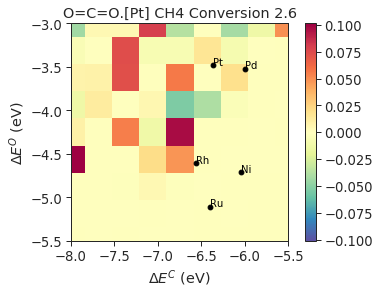 O=C=O.[Pt] CH4 Conversion 2.6
−3.0
−3.5
−4.0
−4.5
−5.0
−5.5
ΔE^O (eV)
Pt
Pd
Rh
Ni
Ru
−8.0 −7.5 −7.0 −6.5 −6.0 −5.5
ΔE^C (eV)
0.100
0.075
0.050
0.025
0.000
−0.025
−0.050
−0.075
−0.100